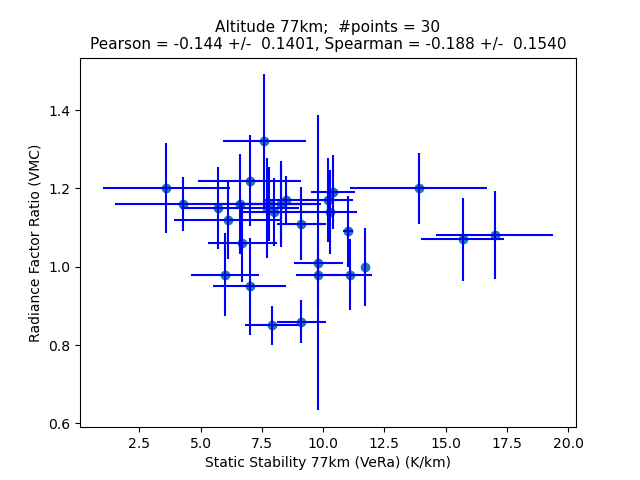 Altitude 77km;  #points = 30
Pearson = -0.144 +/-  0.1401, Spearman = -0.188 +/-  0.1540
Radiance Factor Ratio (VMC)
1.4
1.2
1.0
0.8
0.6
2.5 5.0 7.5 10.0 12.5 15.0 17.5 20.0
Static Stability 77km (VeRa) (K/km)